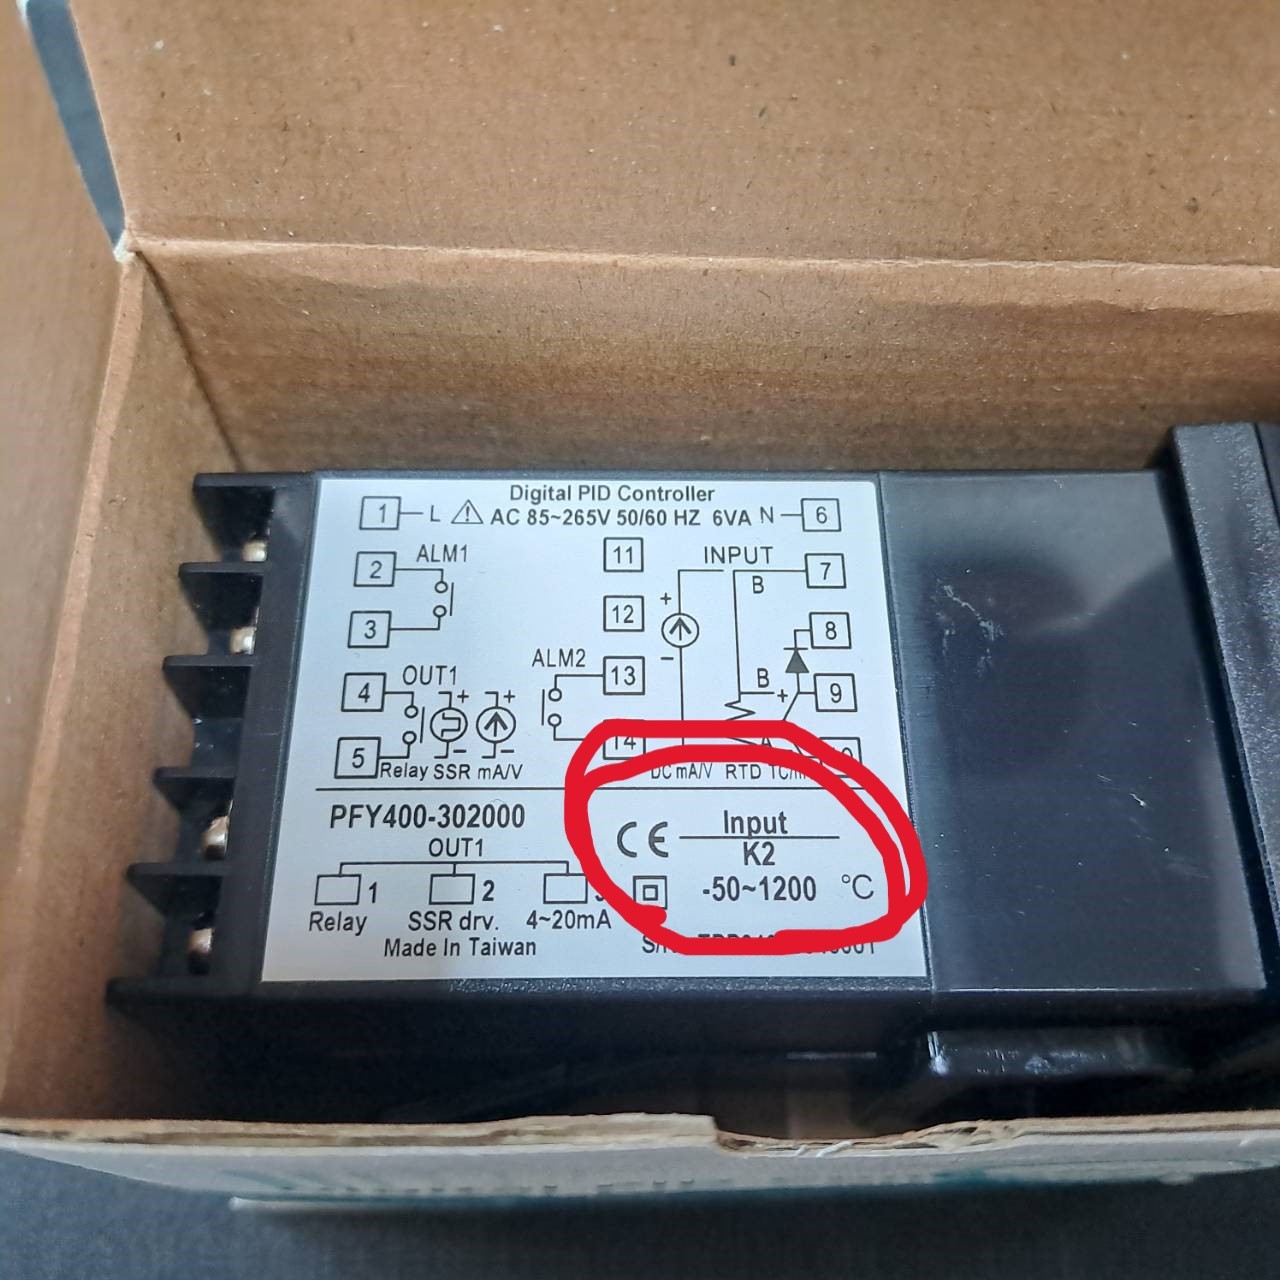 Digital PID Controller
1 L AC 85~265V 50/60 HZ 6VA N 6
2 ALM1 11 INPUT 7
B
3 12 + - 8
4 OUT1 ALM2 13 B + 9
+ - + -
5 Relay SSR mA/V 14 A
DC mA/V RTD
PFY400-302000
OUT1
1 2
Relay SSR drv. 4~20mA
Made In Taiwan
CE Input
K2
-50~1200 °C